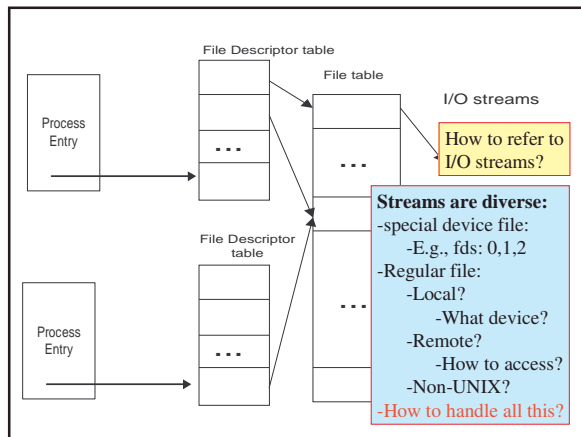 File Descriptor table
File table
I/O streams
Process
Entry
...
How to refer to
I/O streams?
...
Streams are diverse:
-special device file:
-E.g., fds: 0,1,2
-Regular file:
-Local?
-What device?
-Remote?
-How to access?
-Non-UNIX?
-How to handle all this?
File Descriptor
table
...
...
Process
Entry